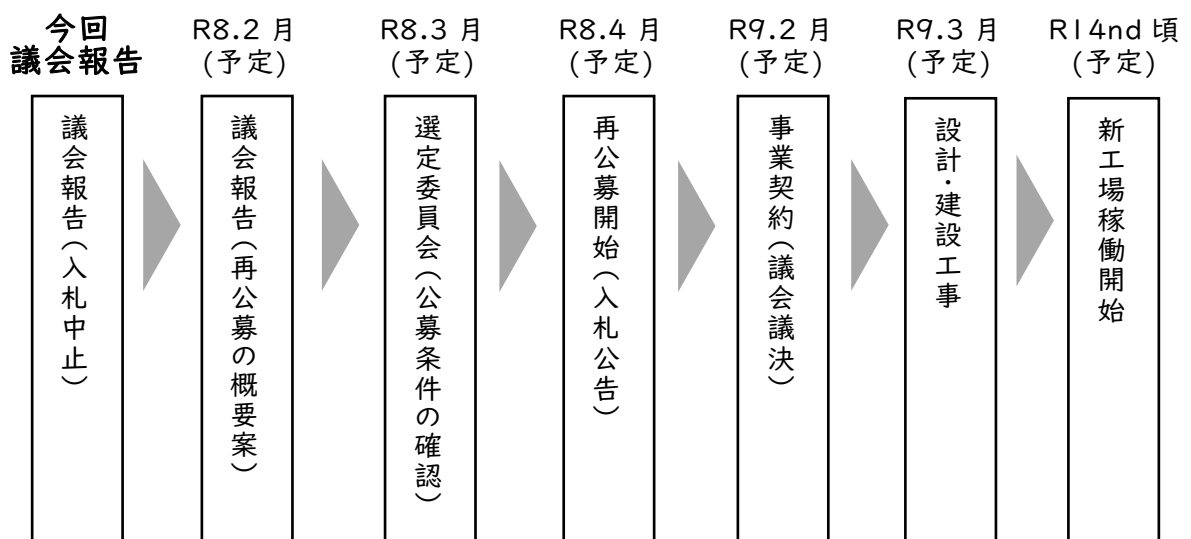 今回
議会報告
R8.2 月
(予定)
R8.3 月
(予定)
R8.4 月
(予定)
R9.2 月
(予定)
R9.3 月
(予定)
R14nd 頃
(予定)
議会報告(入札中止)
議会報告(再公募の概要案)
選定委員会(公募条件の確認)
再公募開始(入札公告)
事業契約(議会議決)
設計・建設工事
新工場稼働開始